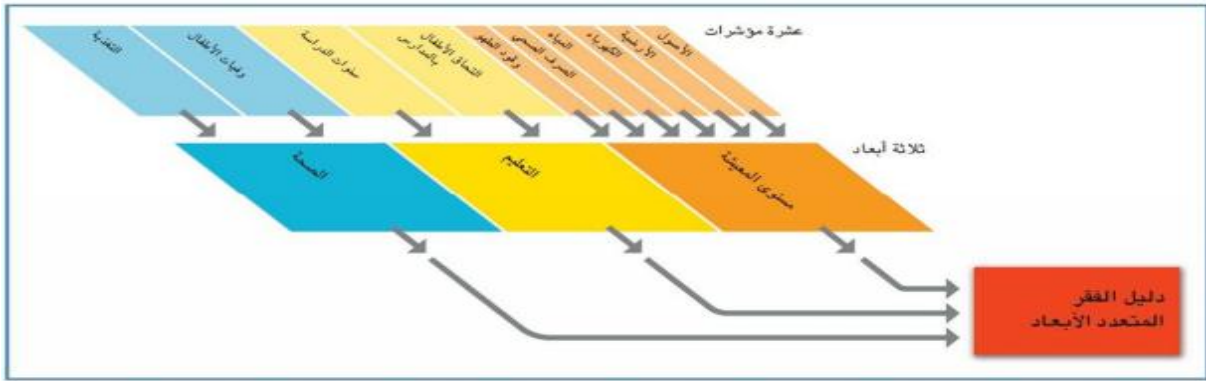 عشرة مؤشرات
الأصول
الأرضية
الكهرباء
المياه
الصرف الصحي
وقود الطهو
التحاق الأطفال
بالمدارس
سنوات الدراسة
وفيات الأطفال
التغذية
ثلاثة أبعاد
مستوى المعيشة
التعليم
الصحة
دليل الفقر
المتعدد الأبعاد